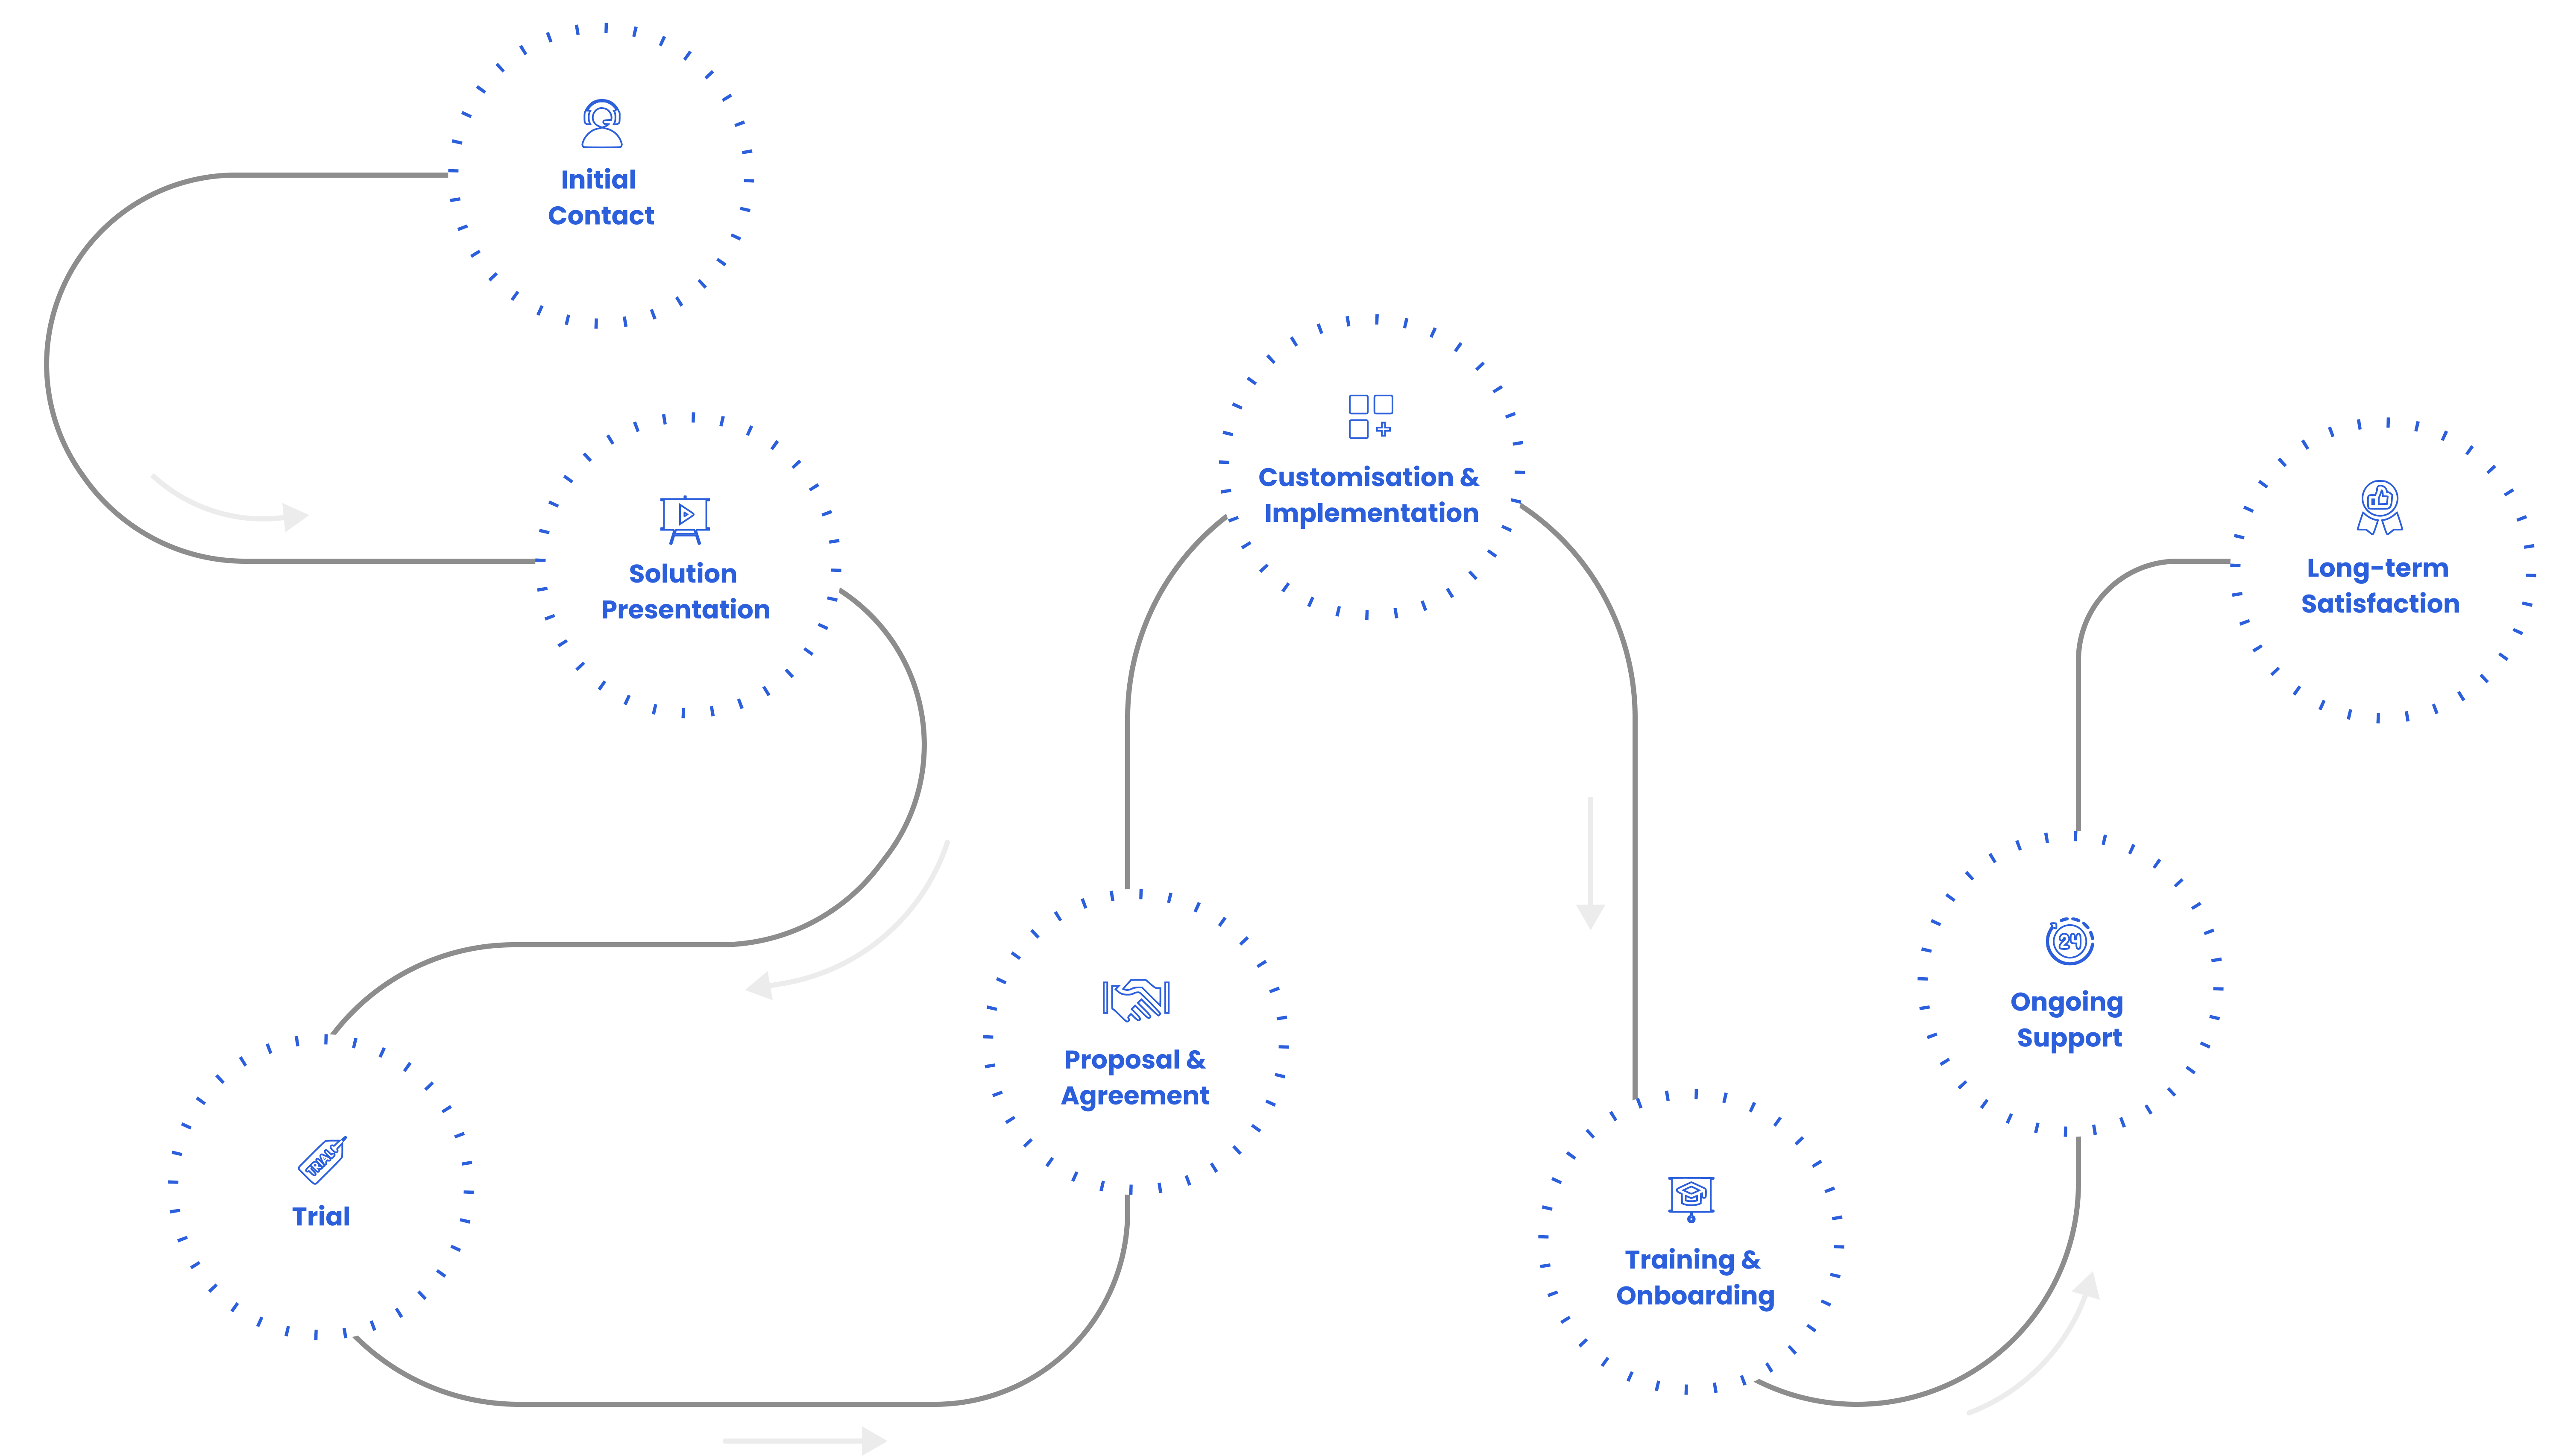 Initial
Contact
Solution
Presentation
TRIAL
Trial
Proposal &
Agreement
Customisation &
Implementation
Training &
Onboarding
24
Ongoing
Support
Long-term
Satisfaction